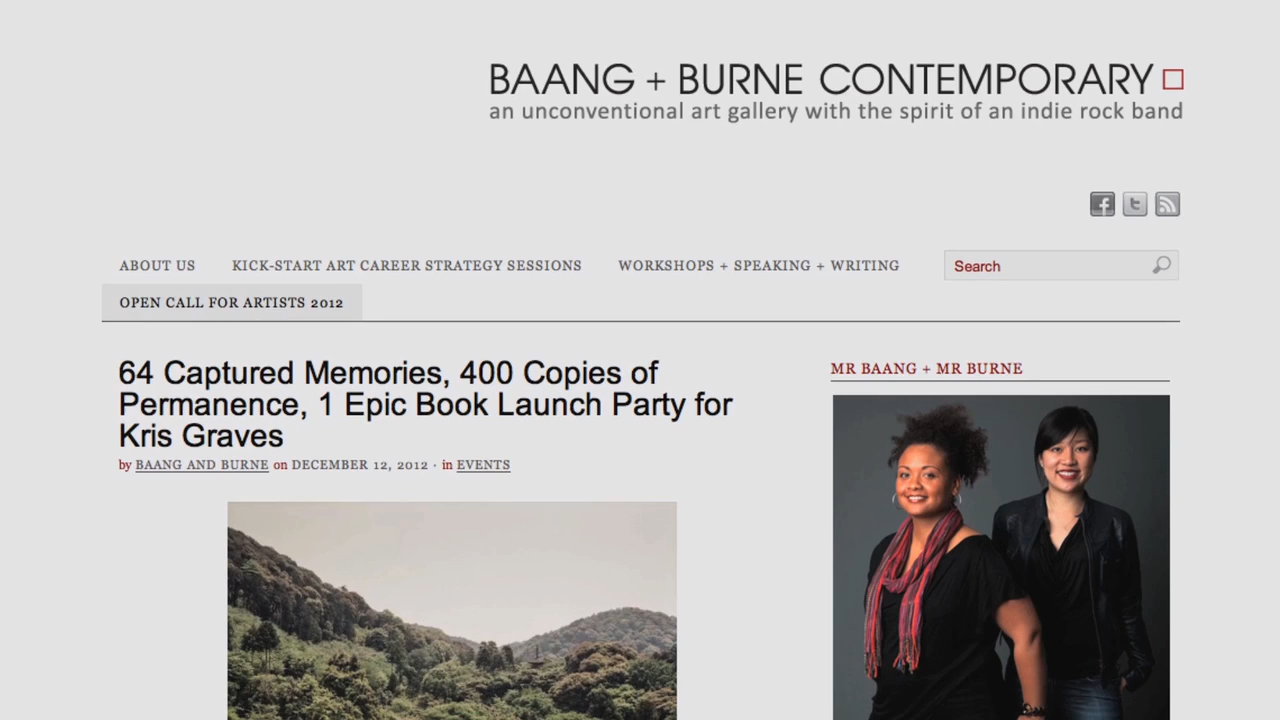 BAANG + BURNE CONTEMPORARY
an unconventional art gallery with the spirit of an indie rock band
ABOUT US KICK-START ART CAREER STRATEGY SESSIONS WORKSHOPS + SPEAKING + WRITING Search
OPEN CALL FOR ARTISTS 2012
64 Captured Memories, 400 Copies of
Permanence, 1 Epic Book Launch Party for
Kris Graves
by BAANG AND BURNE on DECEMBER 12, 2012 · in EVENTS
MR BAANG + MR BURNE